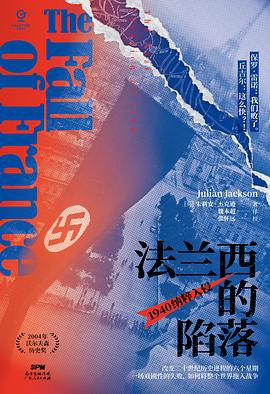 The Fall
of France
保罗·雷诺：我们败了
丘吉尔：这么快？！
Julian Jackson
[英] 朱利安·杰克逊 著
魏本超 译
张怀远 校
法兰西
的
陷落
1940纳粹入侵
2004年
沃尔夫森
历史奖
SPM
改变二十世纪历史进程的六个星期
一场戏剧性的失败，如何将整个世界拖入战争